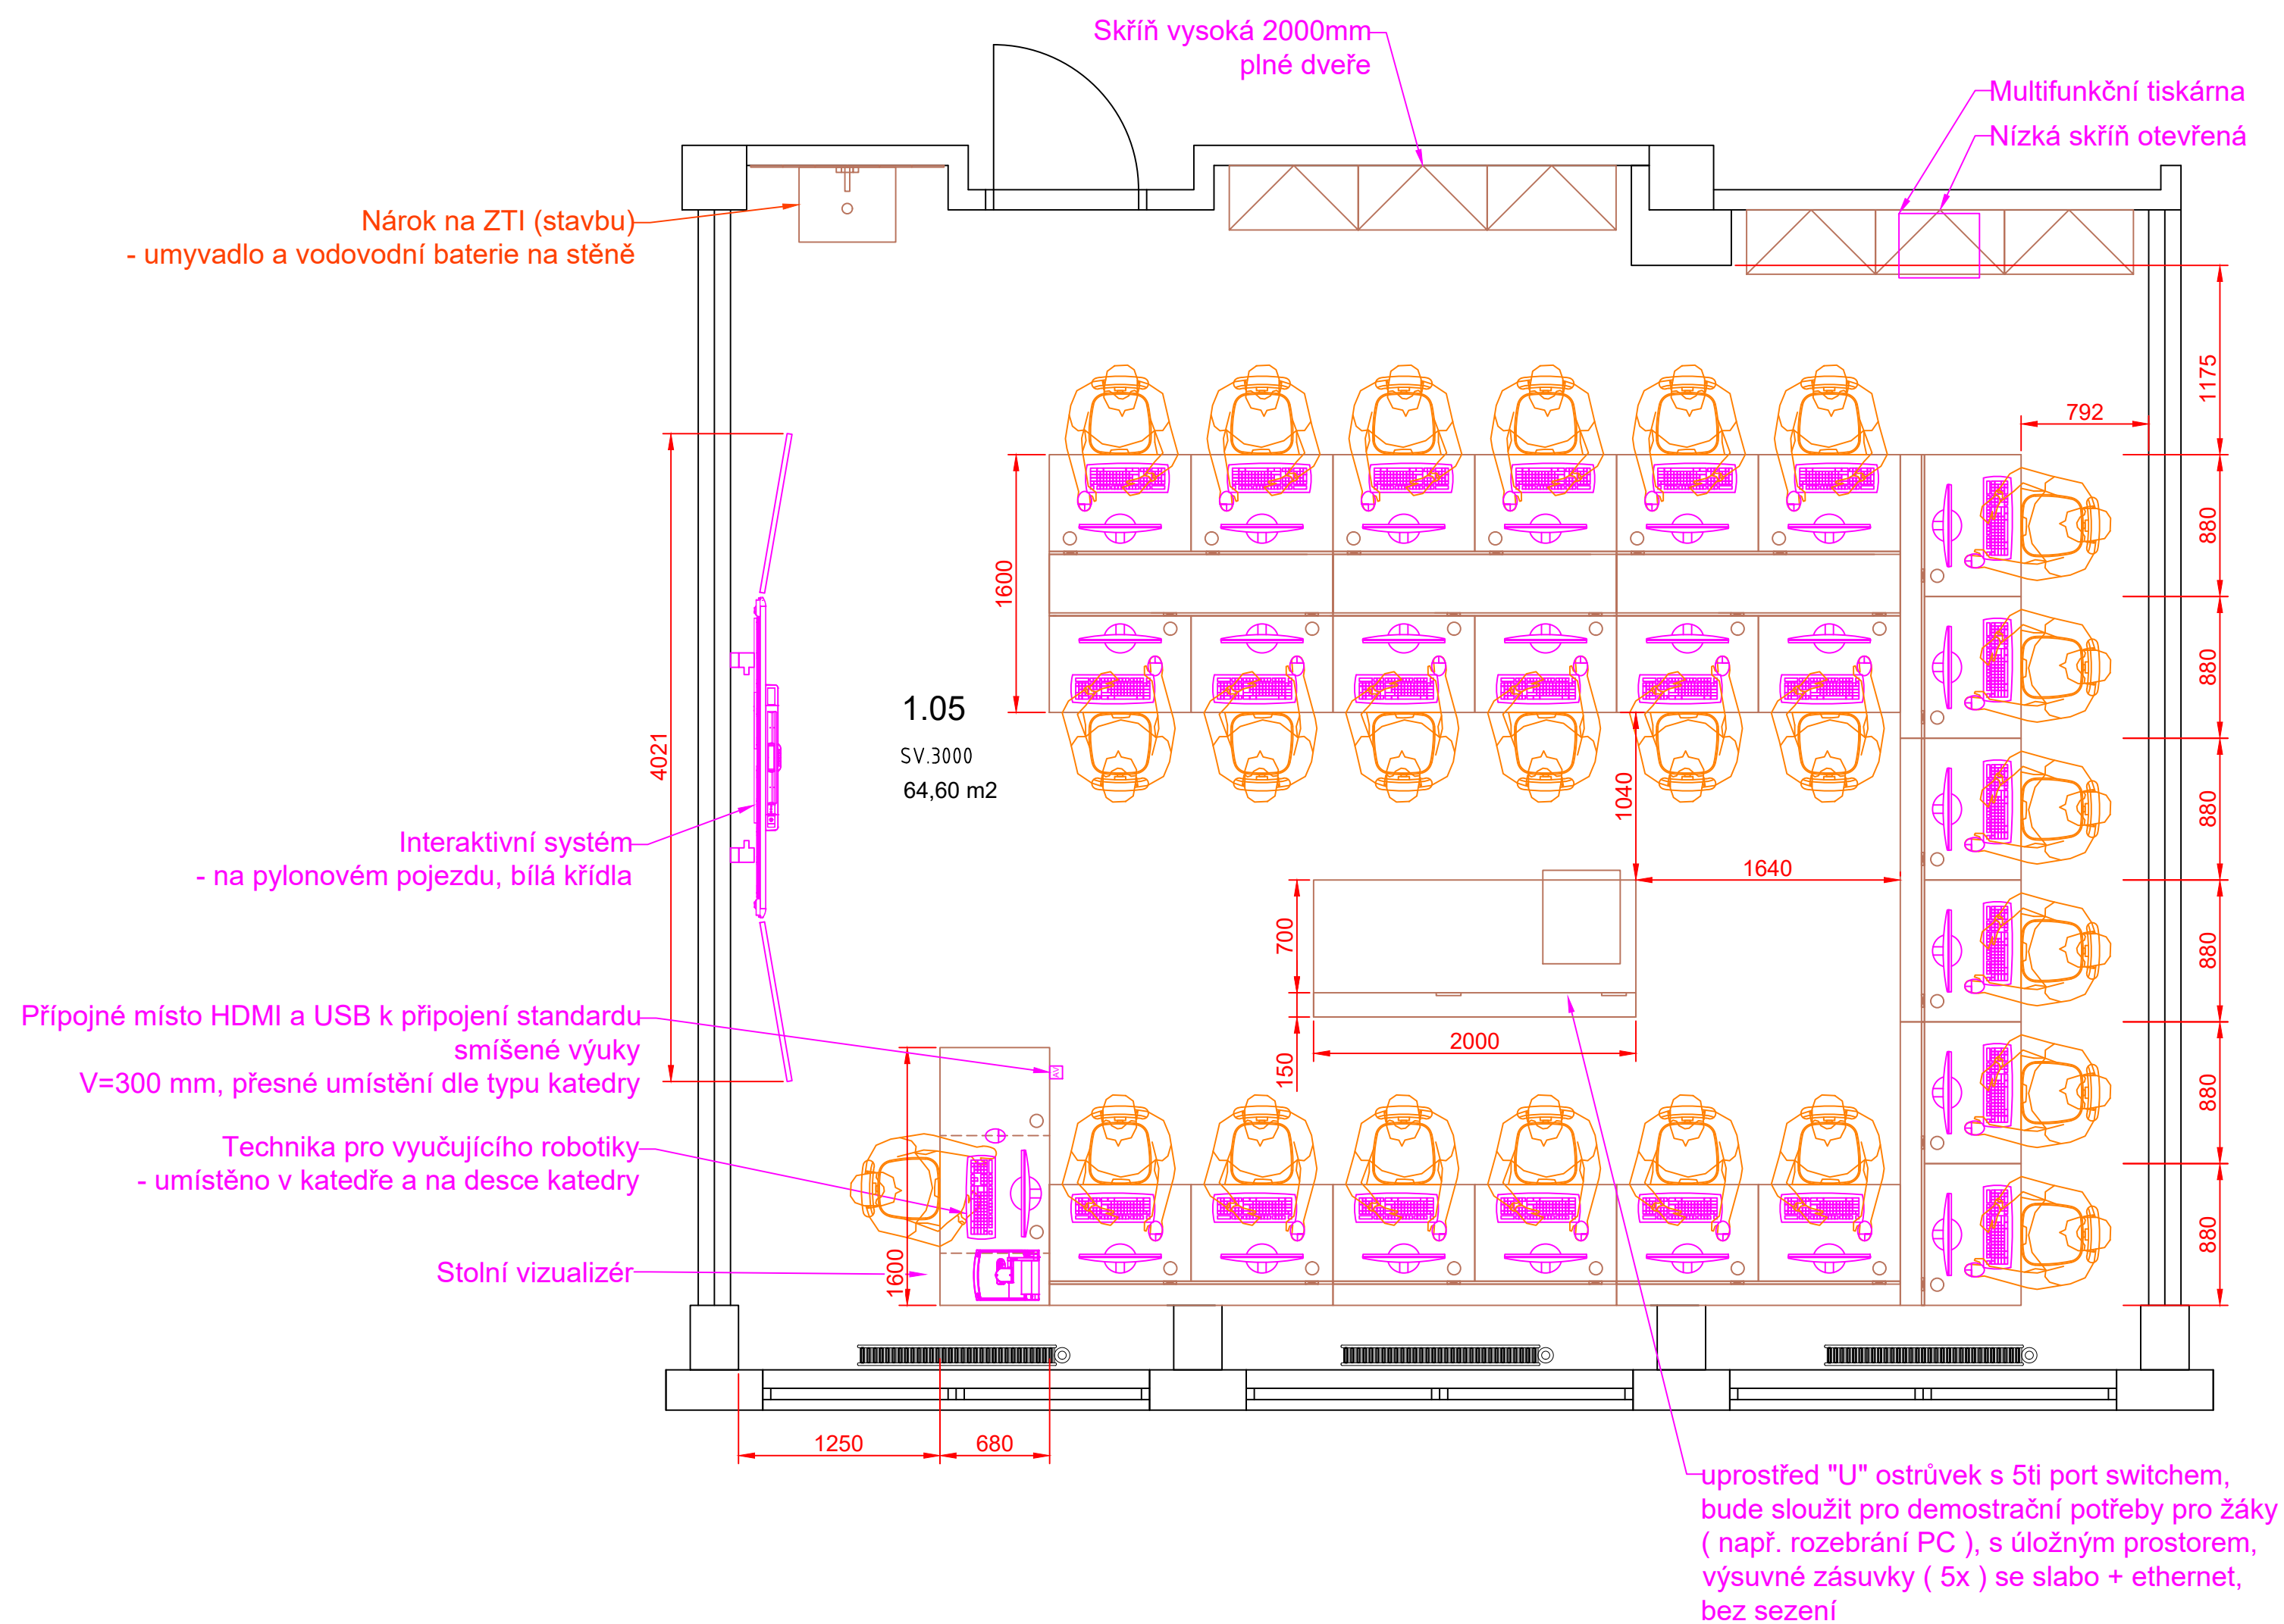 Skříň vysoká 2000mm
plné dveře
Multifunkční tiskárna
Nízká skříň otevřená
Nárok na ZTI (stavbu)
- umyvadlo a vodovodní baterie na stěně
1175
792
880
880
880
880
880
880
1600
4021
1.05
SV.3000
64,60 m2
1040
1640
700
150
2000
Interaktivní systém
- na pylonovém pojezdu, bílá křídla
Přípojné místo HDMI a USB k připojení standardu
smíšené výuky
V=300 mm, přesné umístění dle typu katedry
Technika pro vyučujícího robotiky
- umístěno v katedře a na desce katedry
Stolní vizualizér
1600
1250
680
uprostřed "U" ostrůvek s 5ti port switchem,
bude sloužit pro demostrační potřeby pro žáky
( např. rozebrání PC ), s úložným prostorem,
výsuvné zásuvky ( 5x ) se slabo + ethernet,
bez sezení